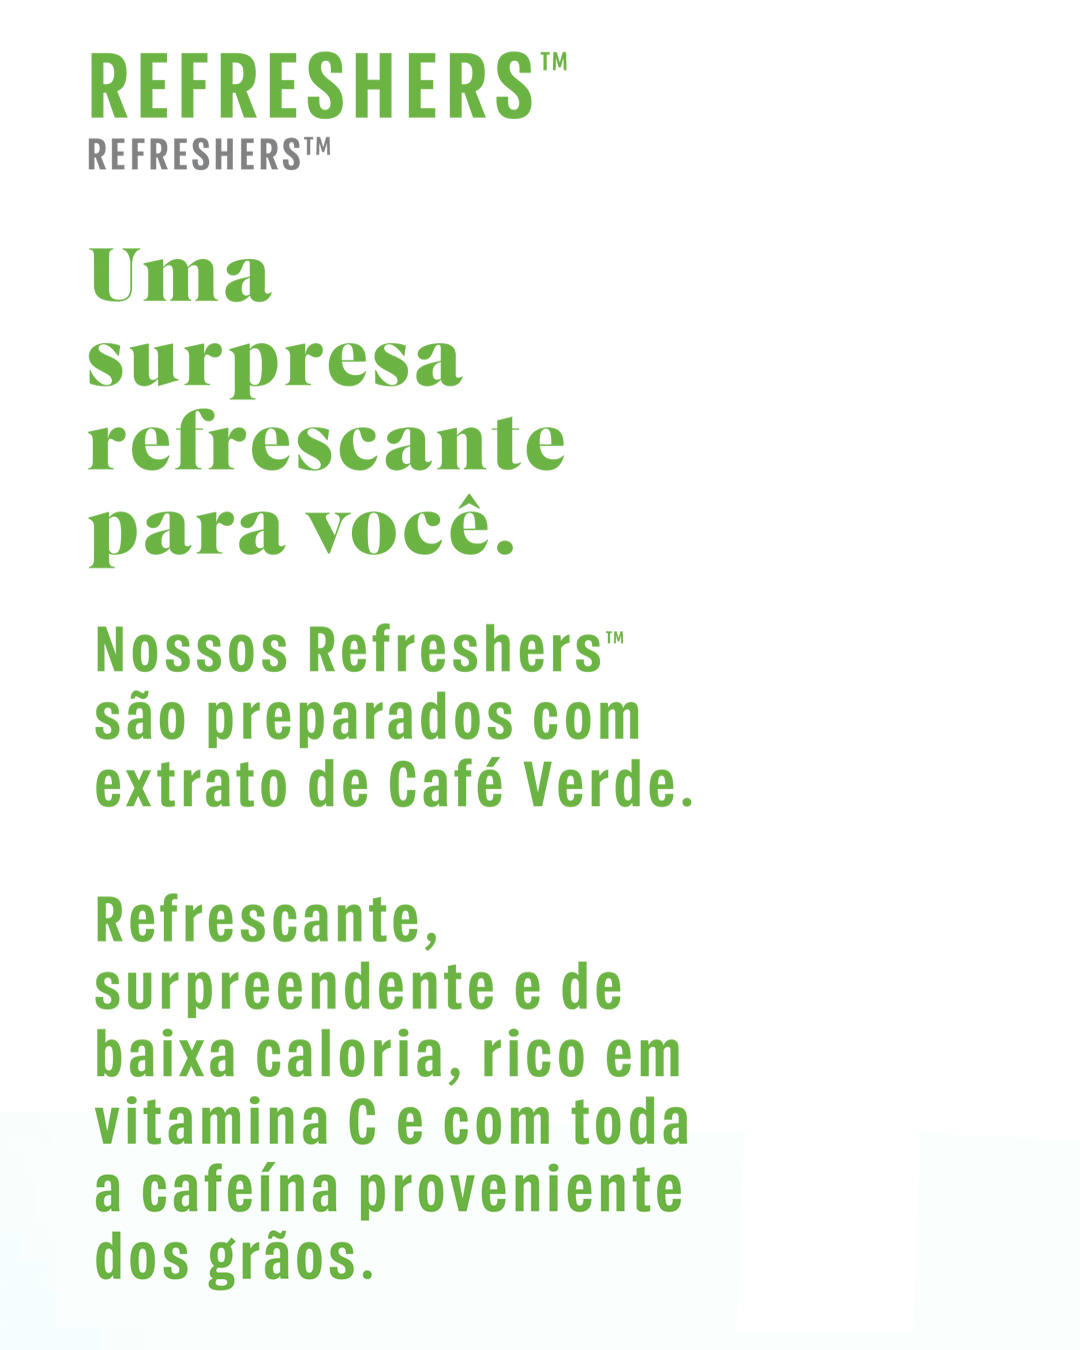 REFRESHERS™
REFRESHERS™
Uma
surpresa
refrescante
para você.
Nossos Refreshers™
são preparados com
extrato de Café Verde.
Refrescante,
surpreendente e de
baixa caloria, rico em
vitamina C e com toda
a cafeína proveniente
dos grãos.